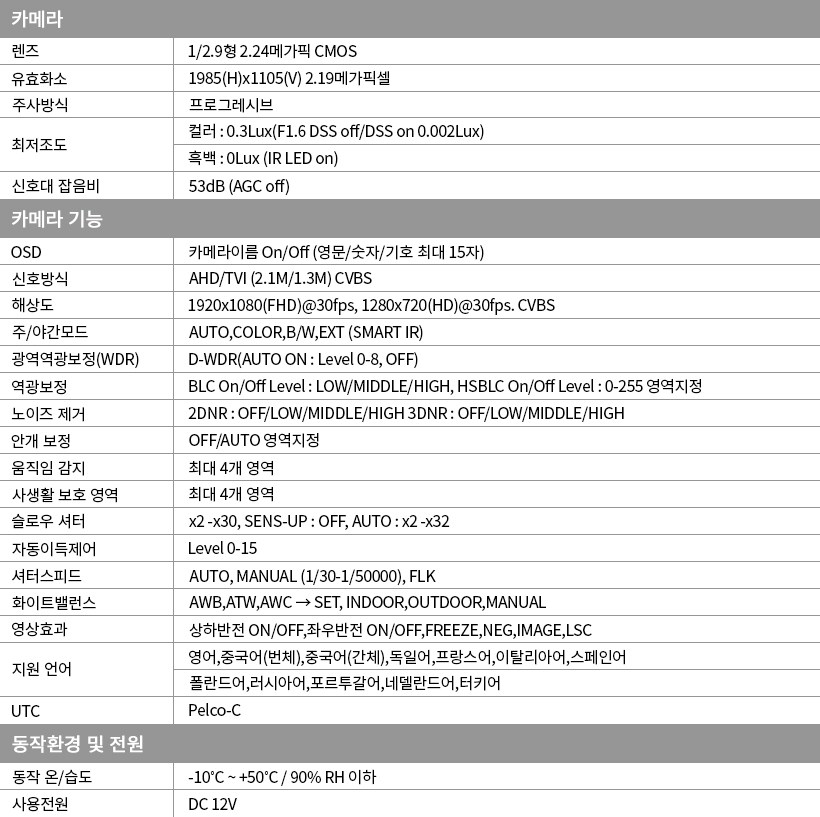 카메라
렌즈 1/2.9형 2.24메가픽 CMOS
유효화소 1985(H)x1105(V) 2.19메가픽셀
주사방식 프로그레시브
최저조도 컬러 : 0.3Lux(F1.6 DSS off/DSS on 0.002Lux)
흑백 : 0Lux (IR LED on)
신호대 잡음비 53dB (AGC off)
카메라 기능
OSD 카메라이름 On/Off (영문/숫자/기호 최대 15자)
신호방식 AHD/TVI (2.1M/1.3M) CVBS
해상도 1920x1080(FHD)@30fps, 1280x720(HD)@30fps. CVBS
주/야간모드 AUTO,COLOR,B/W,EXT (SMART IR)
광역역광보정(WDR) D-WDR(AUTO ON : Level 0-8, OFF)
역광보정 BLC On/Off Level : LOW/MIDDLE/HIGH, HSBLC On/Off Level : 0-255 영역지정
노이즈 제거 2DNR : OFF/LOW/MIDDLE/HIGH 3DNR : OFF/LOW/MIDDLE/HIGH
안개 보정 OFF/AUTO 영역지정
움직임 감지 최대 4개 영역
사생활 보호 영역 최대 4개 영역
슬로우 셔터 x2 -x30, SENS-UP : OFF, AUTO : x2 -x32
자동이득제어 Level 0-15
셔터스피드 AUTO, MANUAL (1/30-1/50000), FLK
화이트밸런스 AWB,ATW,AWC → SET, INDOOR,OUTDOOR,MANUAL
영상효과 상하반전 ON/OFF,좌우반전 ON/OFF,FREEZE,NEG,IMAGE,LSC
지원 언어 영어,중국어(번체),중국어(간체),독일어,프랑스어,이탈리아어,스페인어
폴란드어,러시아어,포르투갈어,네델란드어,터키어
UTC Pelco-C
동작환경 및 전원
동작 온/습도 -10℃ ~ +50℃ / 90% RH 이하
사용전원 DC 12V